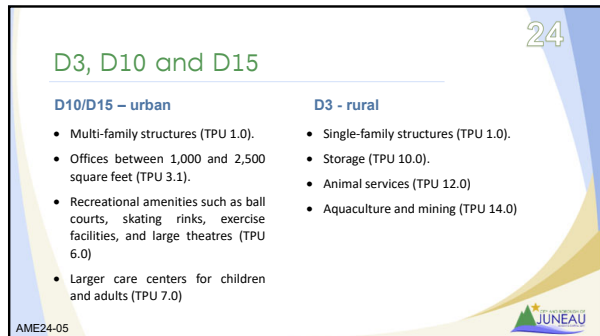 24
D3, D10 and D15
D10/D15 – urban
• Multi-family structures (TPU 1.0).
• Offices between 1,000 and 2,500
square feet (TPU 3.1).
• Recreational amenities such as ball
courts, skating rinks, exercise
facilities, and large theatres (TPU
6.0)
• Larger care centers for children
and adults (TPU 7.0)
D3 - rural
• Single-family structures (TPU 1.0).
• Storage (TPU 10.0).
• Animal services (TPU 12.0)
• Aquaculture and mining (TPU 14.0)
AME24-05
CITY AND BOROUGH OF
JUNEAU